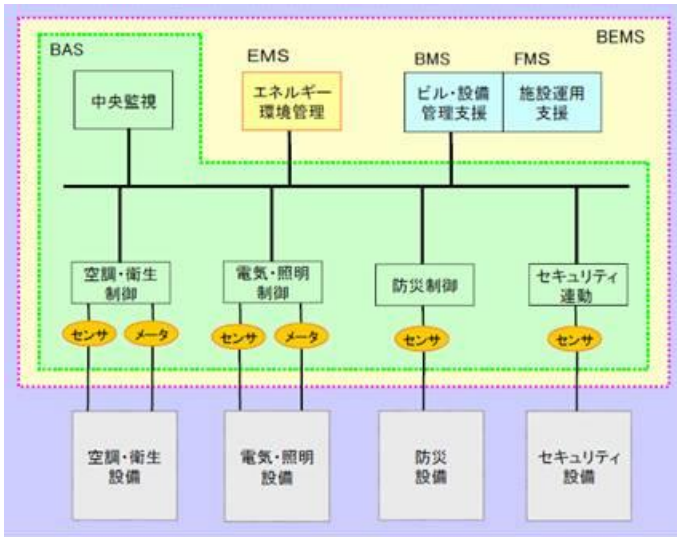 BEMS
BAS
EMS
BMS
FMS
中央監視
エネルギー
環境管理
ビル・設備
管理支援
施設運用
支援
空調・衛生
制御
電気・照明
制御
防災制御
セキュリティ
連動
センサ
メータ
センサ
メータ
センサ
センサ
空調・衛生
設備
電気・照明
設備
防災
設備
セキュリティ
設備